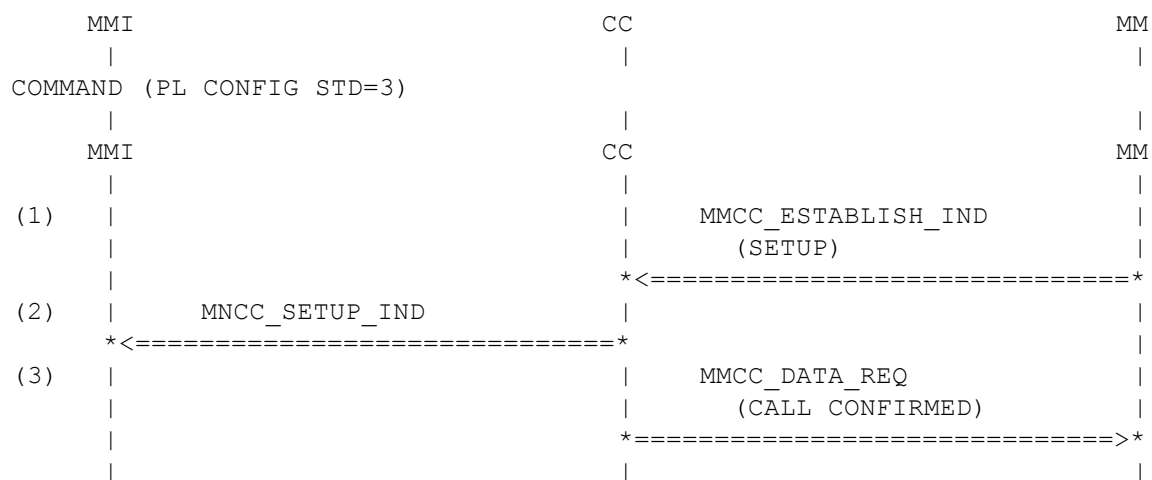 MMI CC MM
| | |
COMMAND (PL CONFIG STD=3)
| | |
MMI CC MM
| | |
(1) | | MMCC_ESTABLISH_IND |
| | (SETUP) |
| *<==============================*
(2) | MNCC_SETUP_IND | |
*<==============================* |
(3) | | MMCC_DATA_REQ |
| | (CALL CONFIRMED) |
| *==============================>*
| | |